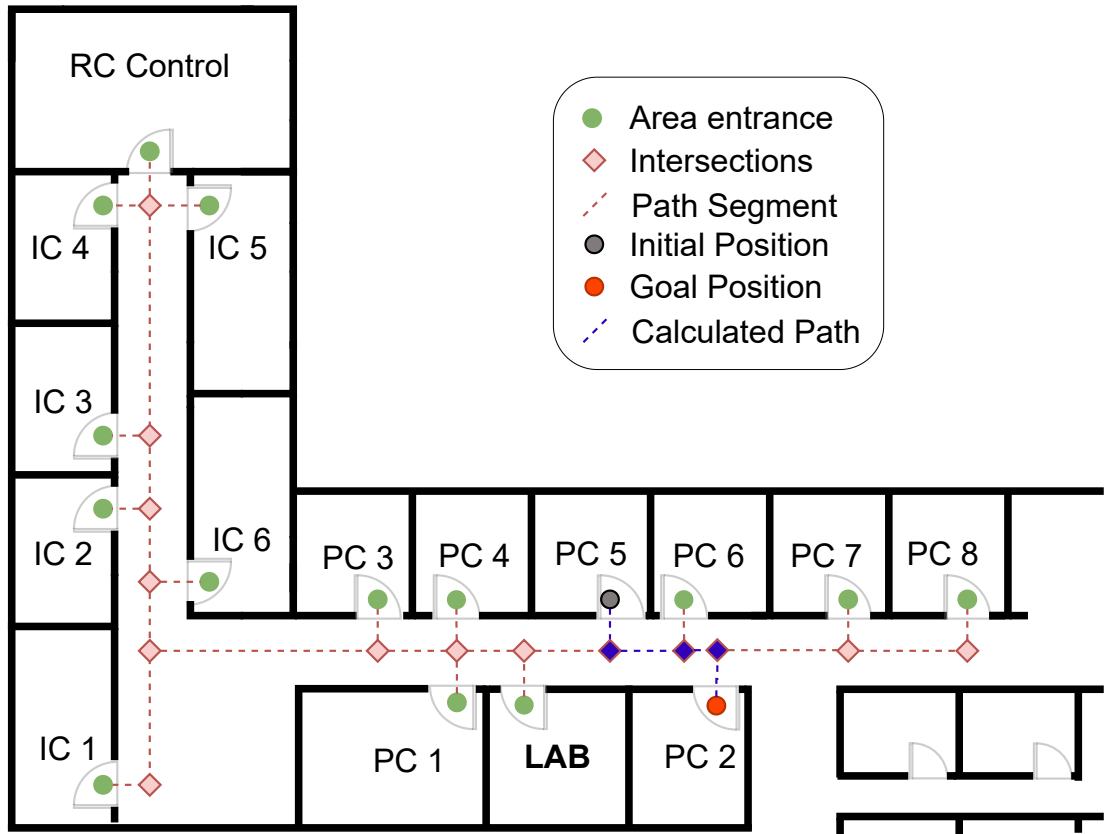 RC Control
Area entrance
Intersections
Path Segment
Initial Position
Goal Position
Calculated Path
IC 4
IC 5
IC 3
IC 2
IC 6
PC 3
PC 4
PC 5
PC 6
PC 7
PC 8
IC 1
PC 1
LAB
PC 2